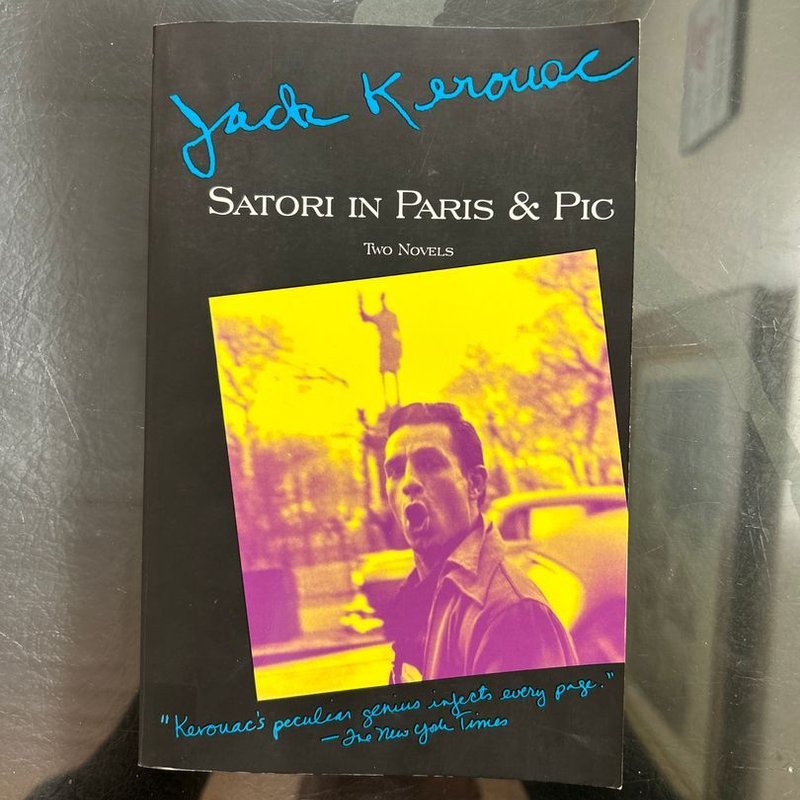 Jack Kerouac
SATORI IN PARIS & PIC
TWO NOVELS
"Kerouac's peculiar genius infects every page."
—The New York Times